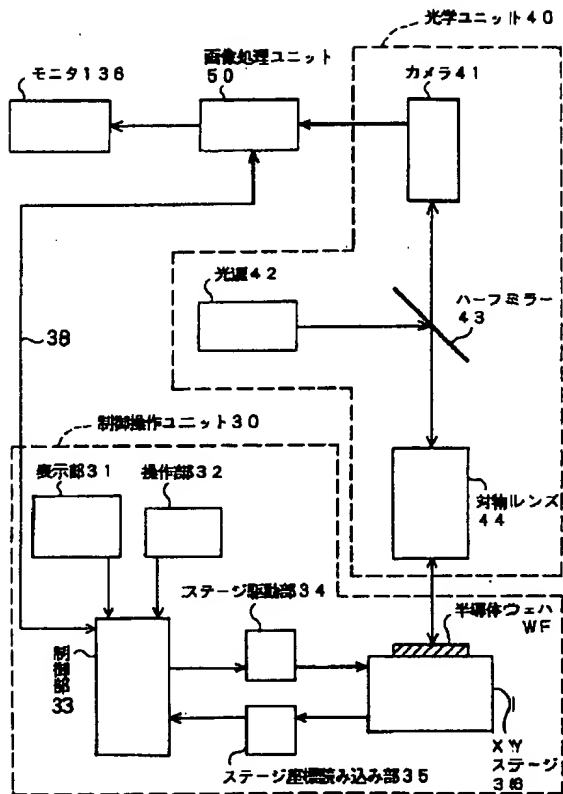 光学ユニット40
モニタ136
画像処理ユニット
50
カメラ41
光源42
ハーフミラー
43
38
制御操作ユニット30
表示部31
操作部32
対物レンズ
44
ステージ駆動部34
半導体ウェハ
WF
制御部
33
ステージ座標読み込み部35
XY
ステージ
36